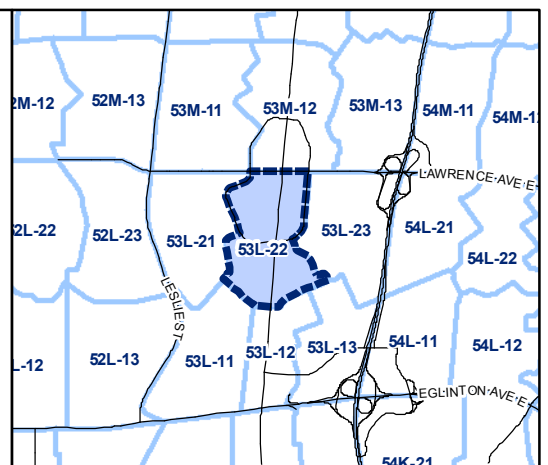 2M-12
52M-13
53M-11
53M-12
53M-13
54M-11
54M-1
LAWRENCE AVE E
2L-22
52L-23
53L-21
53L-22
53L-23
54L-21
54L-22
LESLIE ST
L-12
52L-13
53L-11
53L-12
53L-13
54L-11
54L-12
EGLINTON AVE E
54K-21